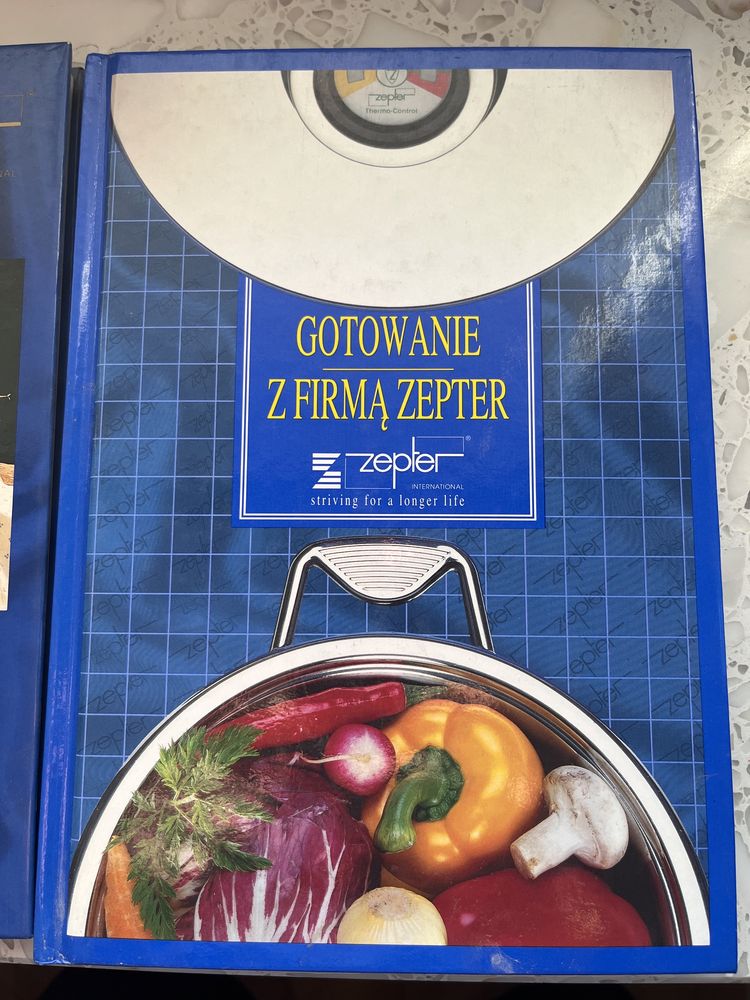 zepter
Thermo-Control
GOTOWANIE
Z FIRMĄ ZEPTER
zepter®
INTERNATIONAL
striving for a longer life